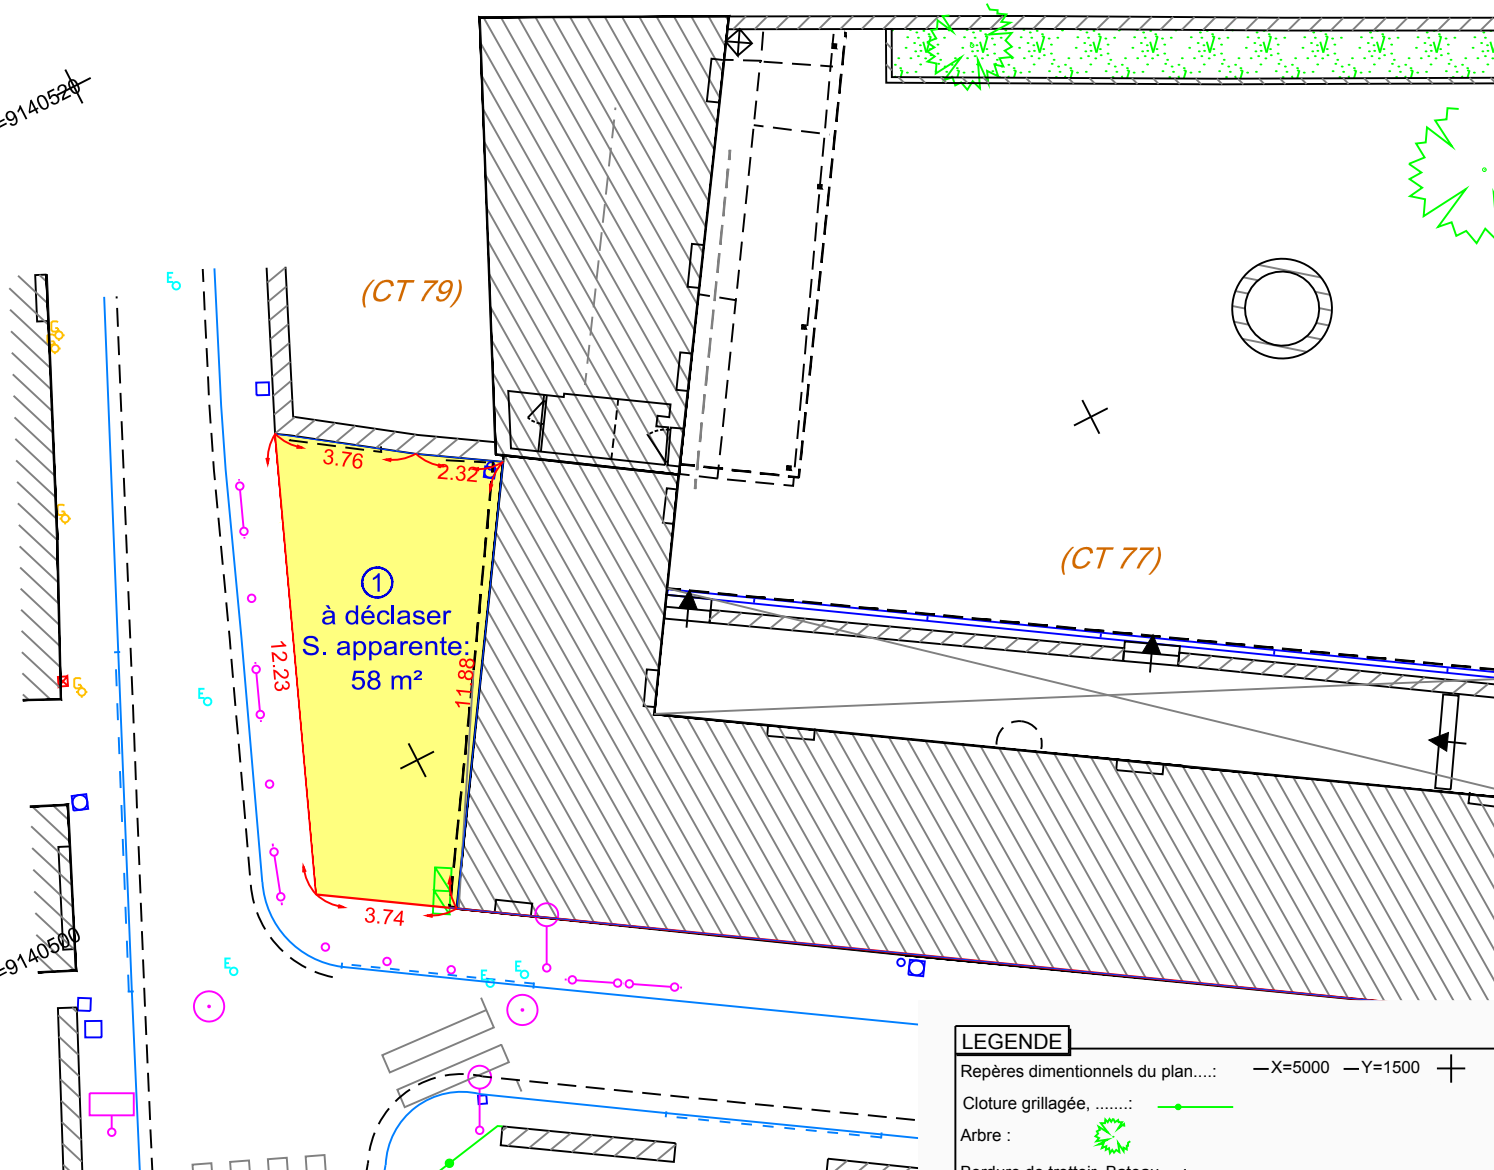 =9140520
(CT 79)
3.76
2.32
1
à déclaser
S. apparente:
58 m²
12.23
11.88
3.74
(CT 77)
=9140500
E
E
E
E
E
G
G
G
LEGENDE
Repères dimentionnels du plan....: X=5000 Y=1500
Cloture grillagée, .......:
Arbre :